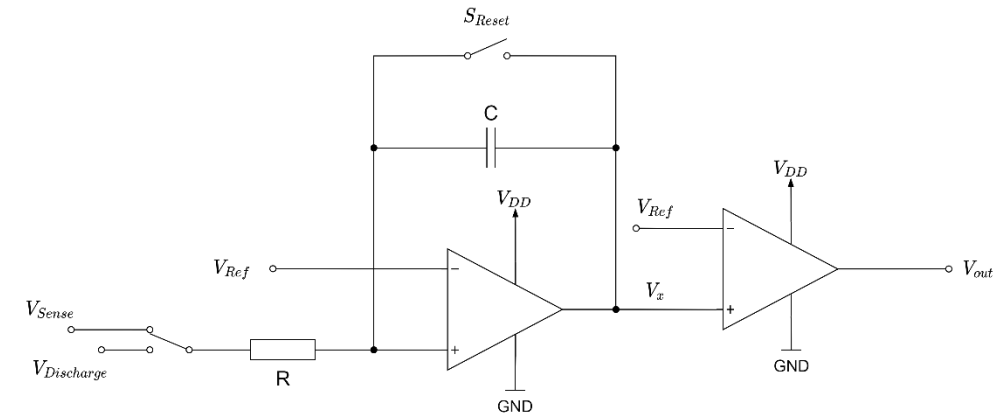 S_Reset
C
V_DD
V_DD
V_Ref
−
V_Ref
−
V_out
V_x
+
V_Sense
V_Discharge
R
+
GND
GND